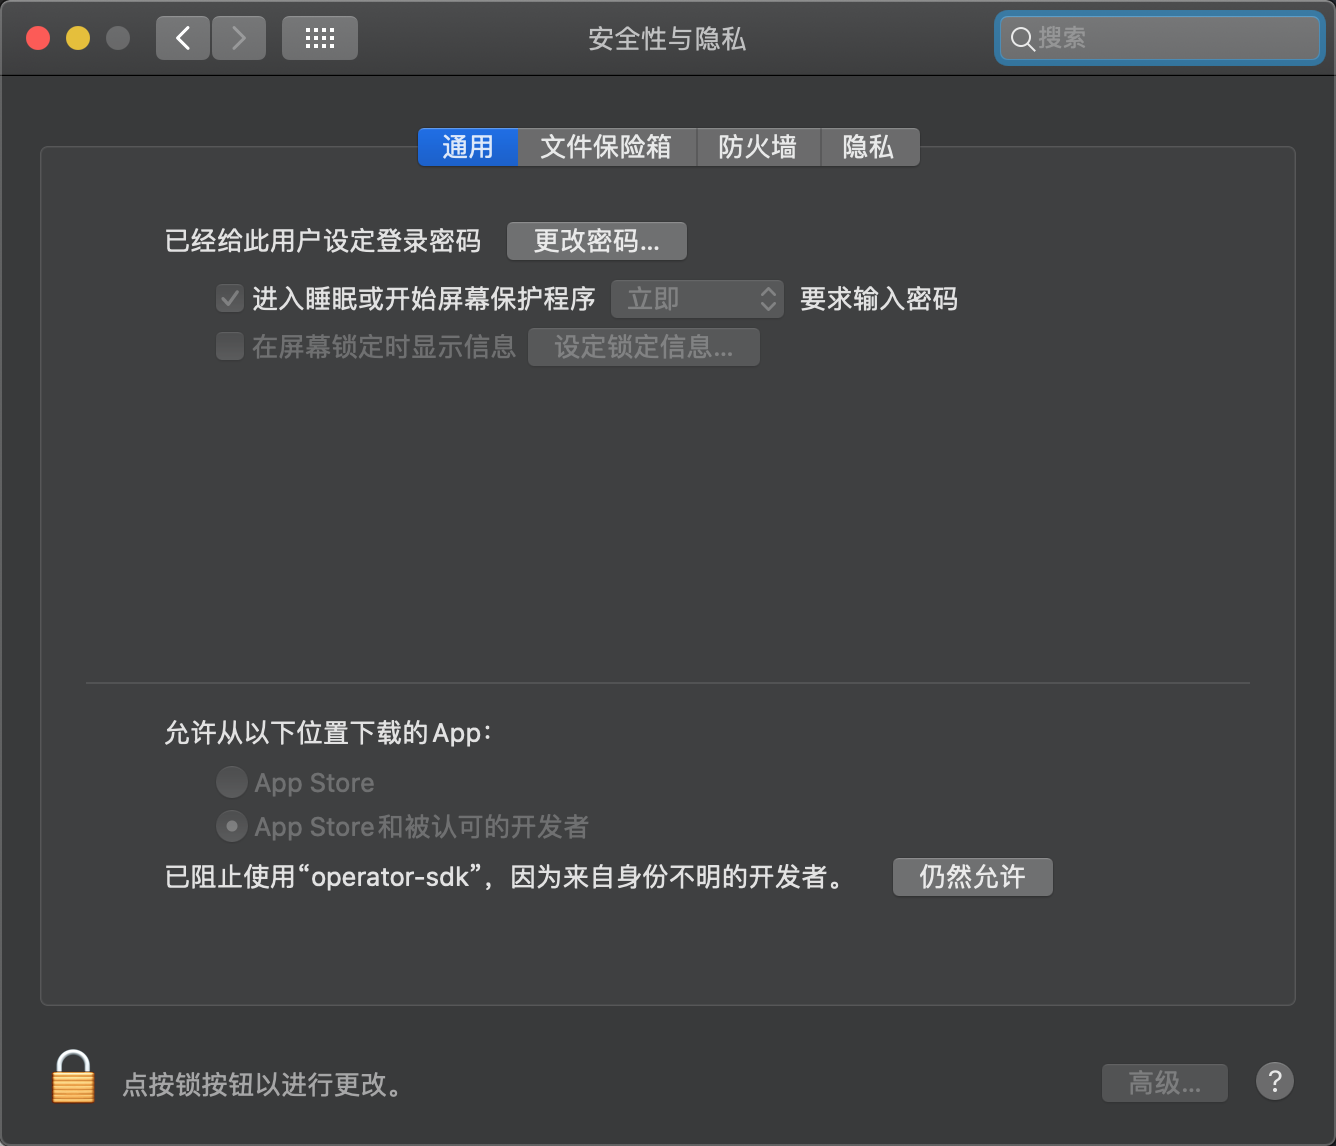 安全性与隐私
搜索
通用 文件保险箱 防火墙 隐私
已经给此用户设定登录密码 更改密码...
进入睡眠或开始屏幕保护程序 立即 要求输入密码
在屏幕锁定时显示信息 设定锁定信息...
允许从以下位置下载的App：
App Store
App Store和被认可的开发者
已阻止使用“operator-sdk”，因为来自身份不明的开发者。 仍然允许
点按锁按钮以进行更改。 高级... ?